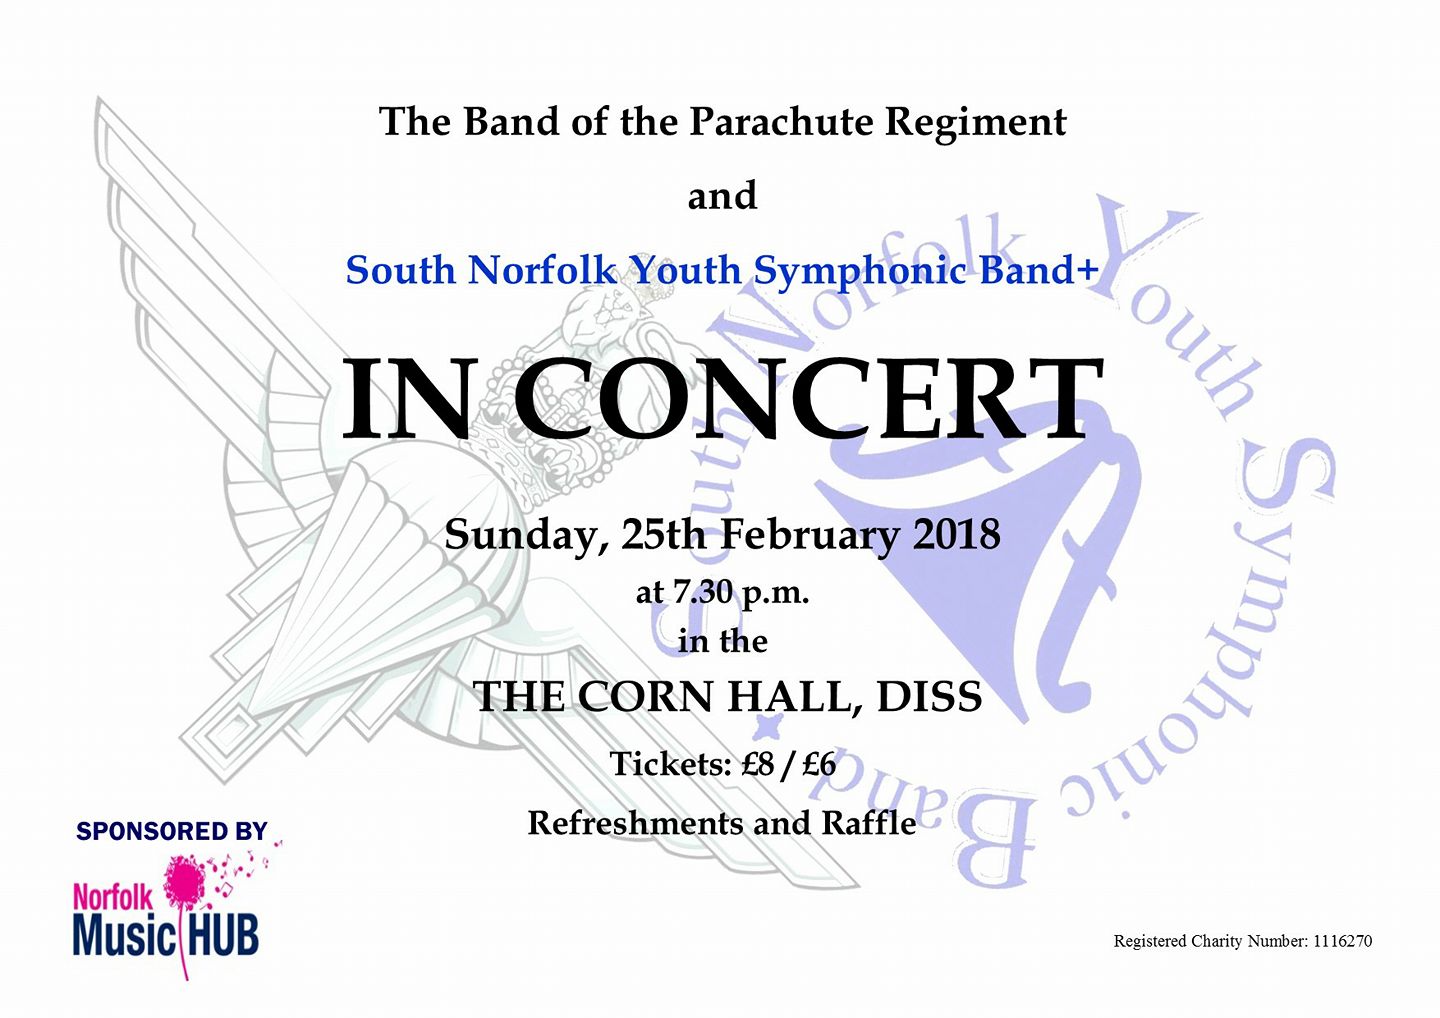 The Band of the Parachute Regiment
and
South Norfolk Youth Symphonic Band+
IN CONCERT
Sunday, 25th February 2018
at 7.30 p.m.
in the
THE CORN HALL, DISS
Tickets: £8 / £6
Refreshments and Raffle
South Norfolk Youth Symphonic Band
SPONSORED BY
Norfolk
Music HUB
Registered Charity Number: 1116270